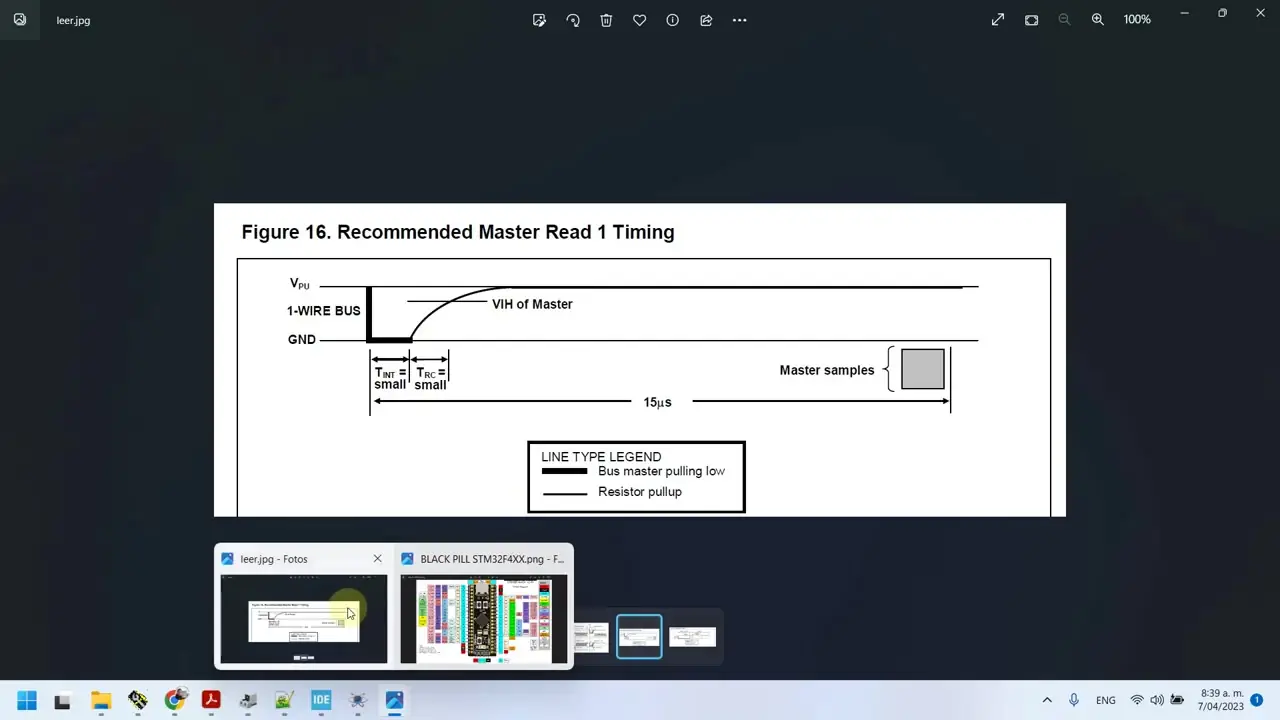 leer.jpg
100%
Figure 16. Recommended Master Read 1 Timing
VPU
1-WIRE BUS
VIH of Master
GND
TINT = small
TRC = small
Master samples
15μs
LINE TYPE LEGEND
Bus master pulling low
Resistor pullup
leer.jpg - Fotos
BLACK PILL STM32F4XX.png - F...
IDE
ENG
8:39 a. m.
7/04/2023
1